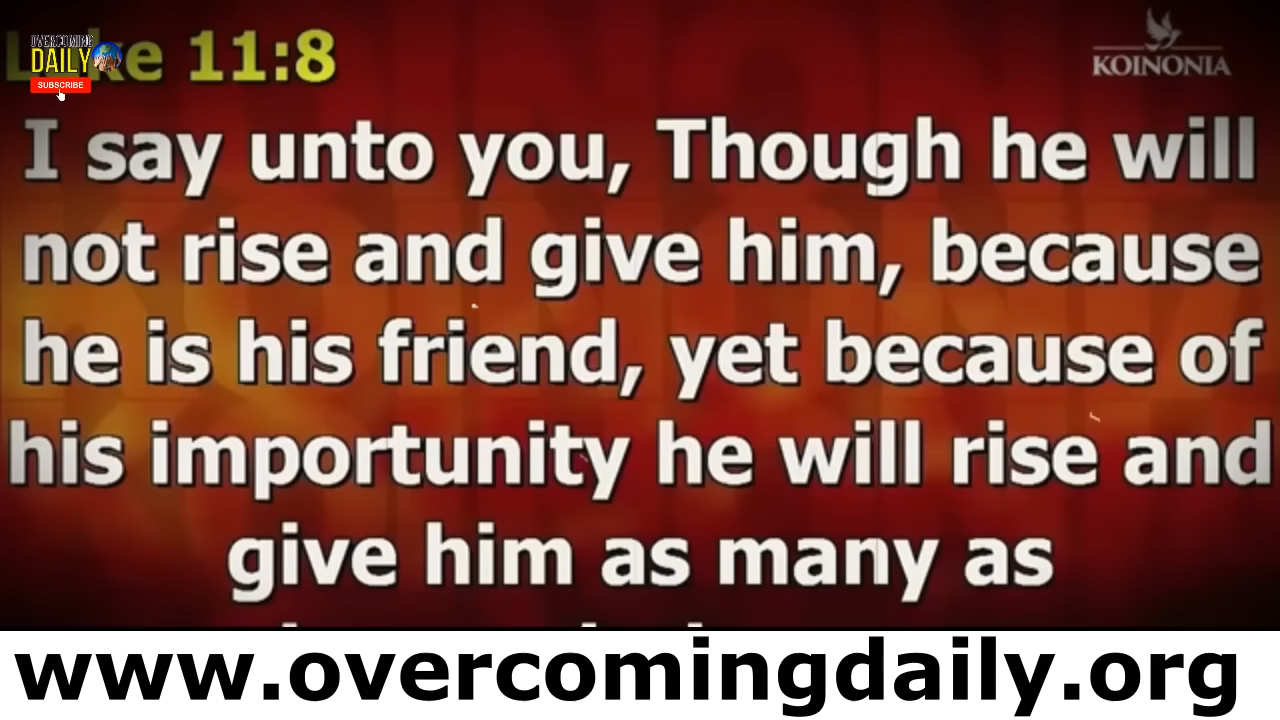 Luke 11:8
OVERCOMING
DAILY
SUBSCRIBE
KOINONIA
I say unto you, Though he will
not rise and give him, because
he is his friend, yet because of
his importunity he will rise and
give him as many as
www.overcomingdaily.org